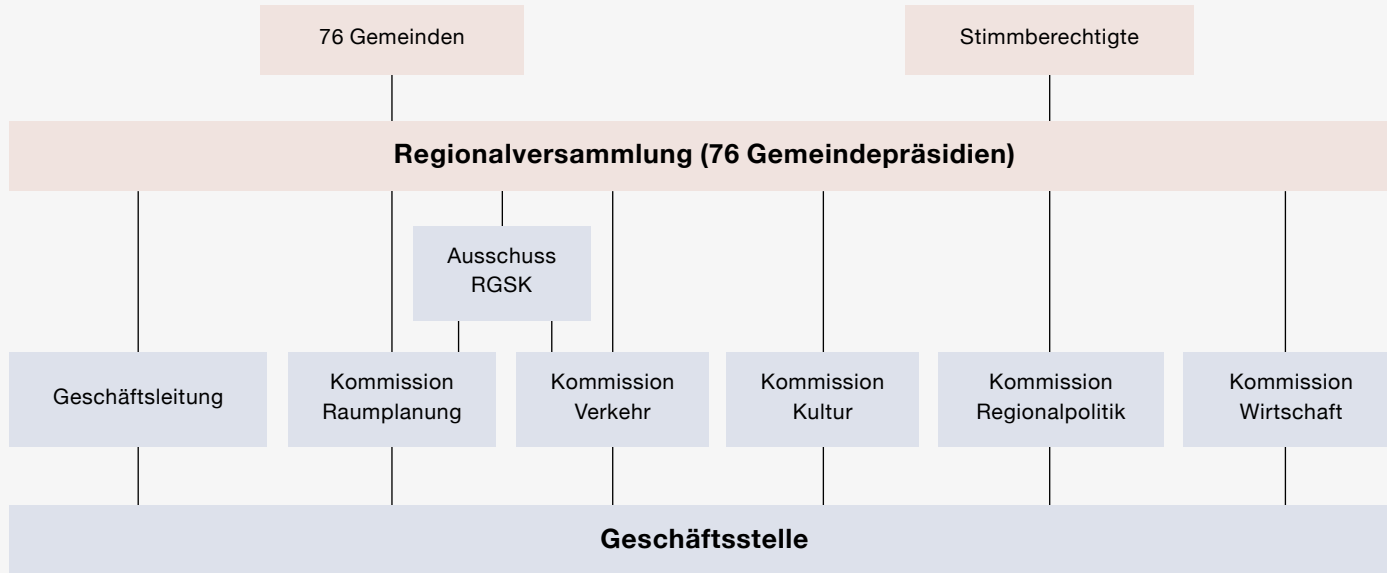 76 Gemeinden
Stimmberechtigte
Regionalversammlung (76 Gemeindepräsidien)
Ausschuss
RGSK
Geschäftsleitung
Kommission
Raumplanung
Kommission
Verkehr
Kommission
Kultur
Kommission
Regionalpolitik
Kommission
Wirtschaft
Geschäftsstelle